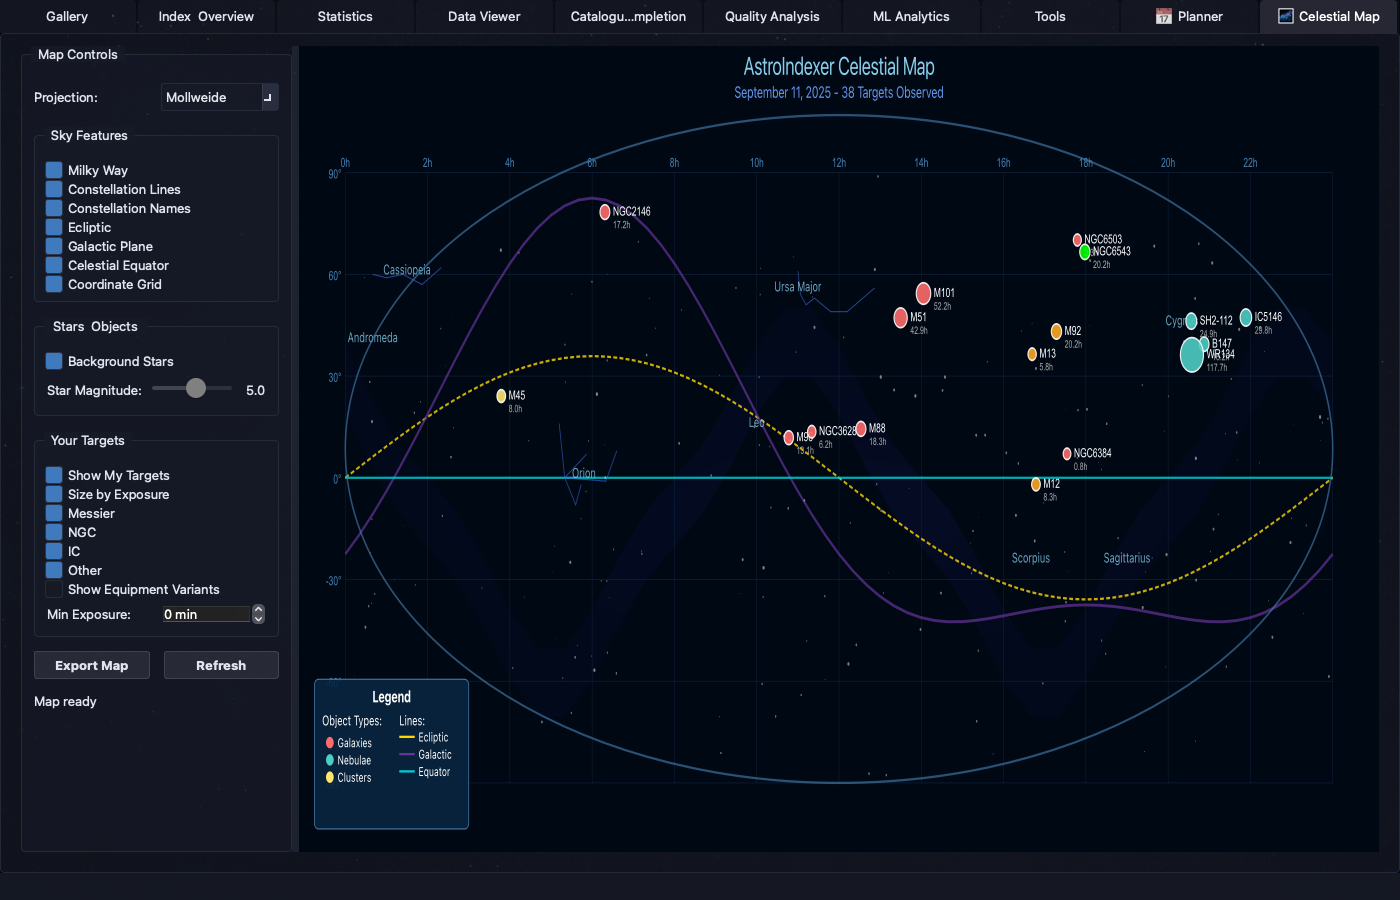 Gallery
Index Overview
Statistics
Data Viewer
Catalogu...mpletion
Quality Analysis
ML Analytics
Tools
Planner
Celestial Map
Map Controls
Projection:
Mollweide
Sky Features
Milky Way
Constellation Lines
Constellation Names
Ecliptic
Galactic Plane
Celestial Equator
Coordinate Grid
Stars Objects
Background Stars
Star Magnitude:
5.0
Your Targets
Show My Targets
Size by Exposure
Messier
NGC
IC
Other
Show Equipment Variants
Min Exposure:
0 min
Export Map
Refresh
Map ready
AstroIndexer Celestial Map
September 11, 2025 - 38 Targets Observed
0h
2h
4h
6h
8h
10h
12h
14h
16h
18h
20h
22h
90°
60°
30°
0°
-30°
NGC2146
17.2h
NGC6503
NGC6543
20.2h
Cassiopeia
Ursa Major
M101
52.2h
M51
42.9h
M92
20.2h
M13
5.8h
Cygn
SH2-112
IC5146
B147
117.7h
Andromeda
M45
8.0h
Leo
NGC3628
6.2h
M88
18.3h
NGC6384
0.8h
Orion
M12
8.3h
Scorpius
Sagittarius
Legend
Object Types:
Galaxies
Nebulae
Clusters
Lines:
Ecliptic
Galactic
Equator